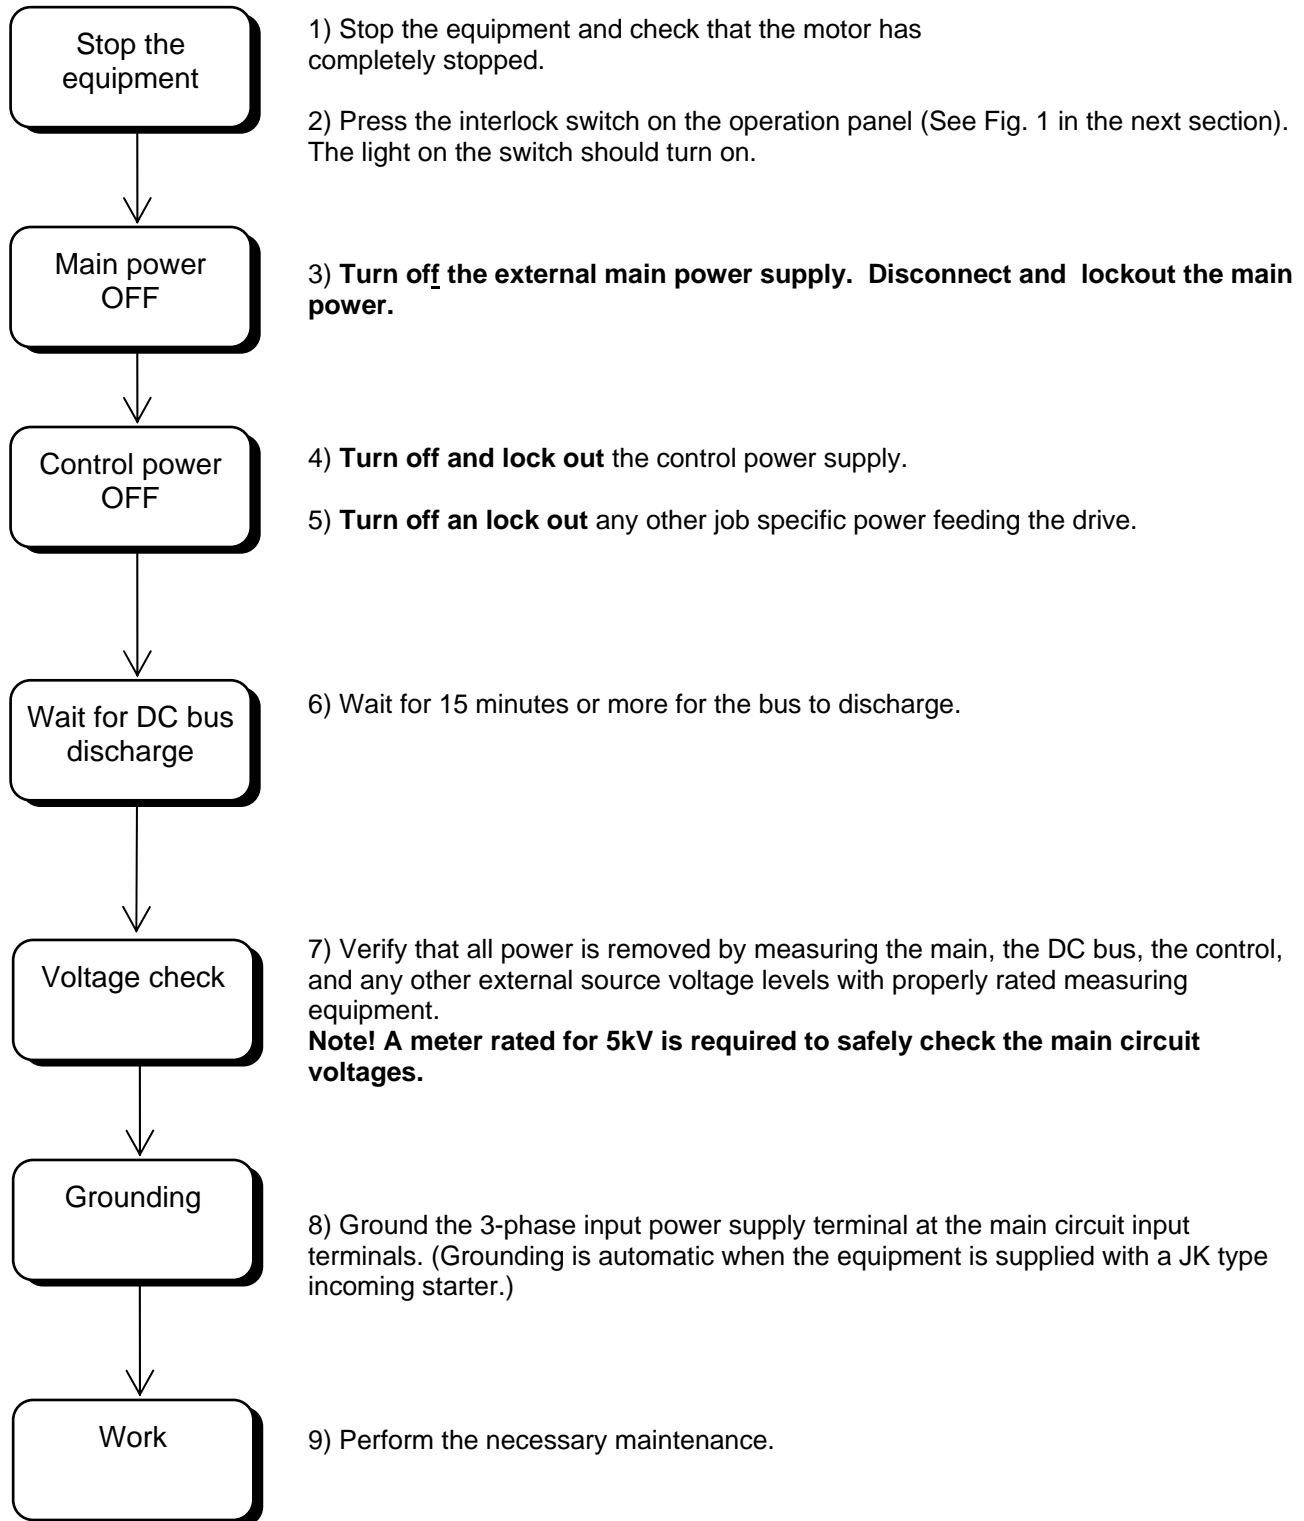 Stop the
equipment
1) Stop the equipment and check that the motor has
completely stopped.
2) Press the interlock switch on the operation panel (See Fig. 1 in the next section).
The light on the switch should turn on.
Main power
OFF
3) Turn off the external main power supply.  Disconnect and  lockout the main
power.
Control power
OFF
4) Turn off and lock out the control power supply.
5) Turn off an lock out any other job specific power feeding the drive.
Wait for DC bus
discharge
6) Wait for 15 minutes or more for the bus to discharge.
Voltage check
7) Verify that all power is removed by measuring the main, the DC bus, the control,
and any other external source voltage levels with properly rated measuring
equipment.
Note! A meter rated for 5kV is required to safely check the main circuit
voltages.
Grounding
8) Ground the 3-phase input power supply terminal at the main circuit input
terminals. (Grounding is automatic when the equipment is supplied with a JK type
incoming starter.)
Work
9) Perform the necessary maintenance.